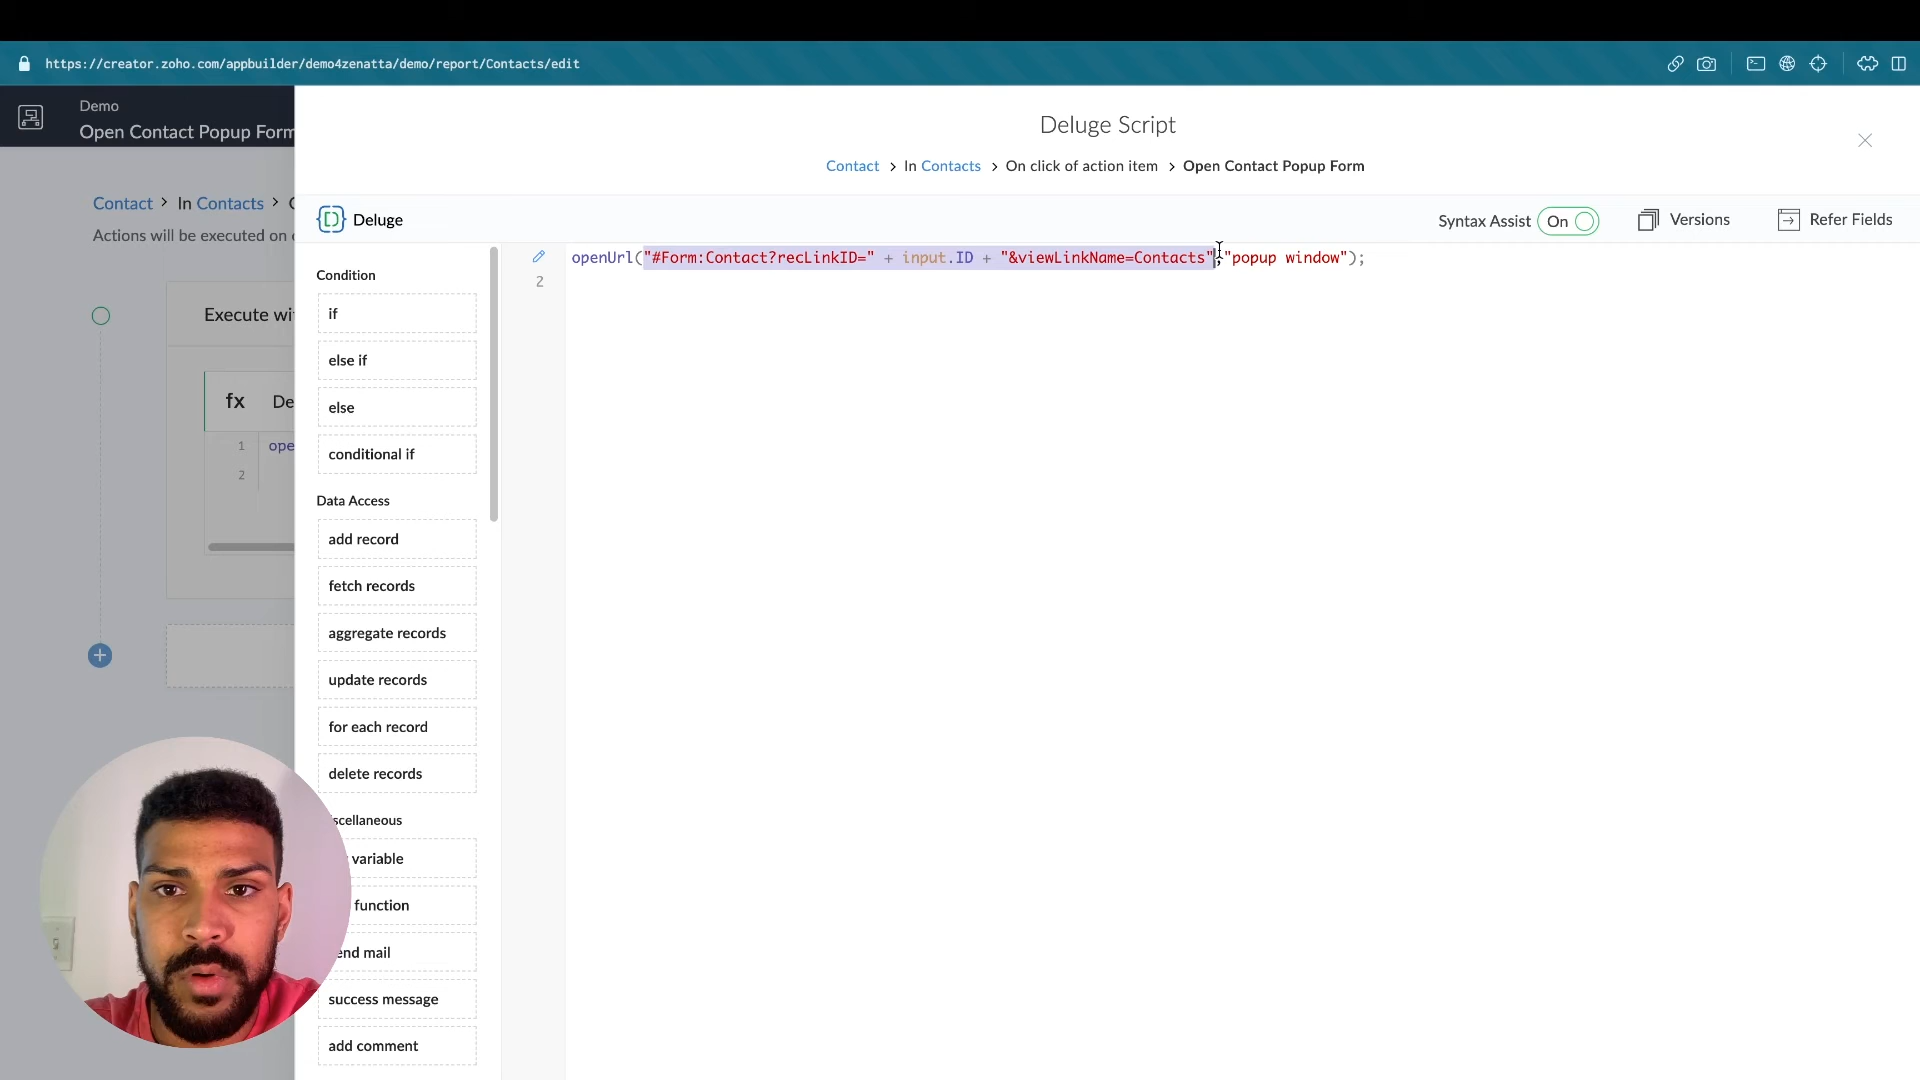 https://creator.zoho.com/appbuilder/demo4zenatta/demo/report/Contacts/edit
Demo
Open Contact Popup Form
Deluge Script
Contact > In Contacts > On click of action item > Open Contact Popup Form
Contact > In Contacts >
Actions will be executed on
Deluge
Syntax Assist On
Versions
Refer Fields
1 openUrl("#Form:Contact?recLinkID=" + input.ID + "&viewLinkName=Contacts","popup window");
2
Execute wi
fx De
1 ope
2
Condition
if
else if
else
conditional if
Data Access
add record
fetch records
aggregate records
update records
for each record
delete records
scellaneous
variable
function
end mail
success message
add comment